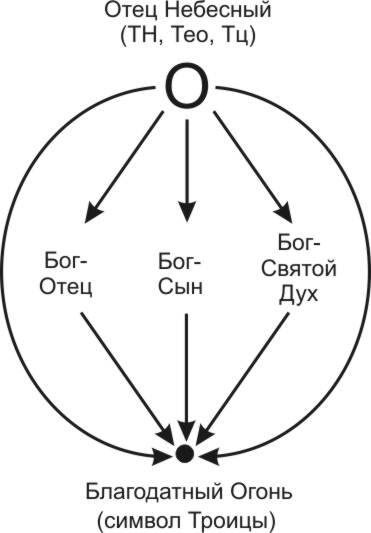 Отец Небесный
(ТН, Тео, Тц)
О
Бог-
Отец
Бог-
Сын
Бог-
Святой
Дух
Благодатный Огонь
(символ Троицы)